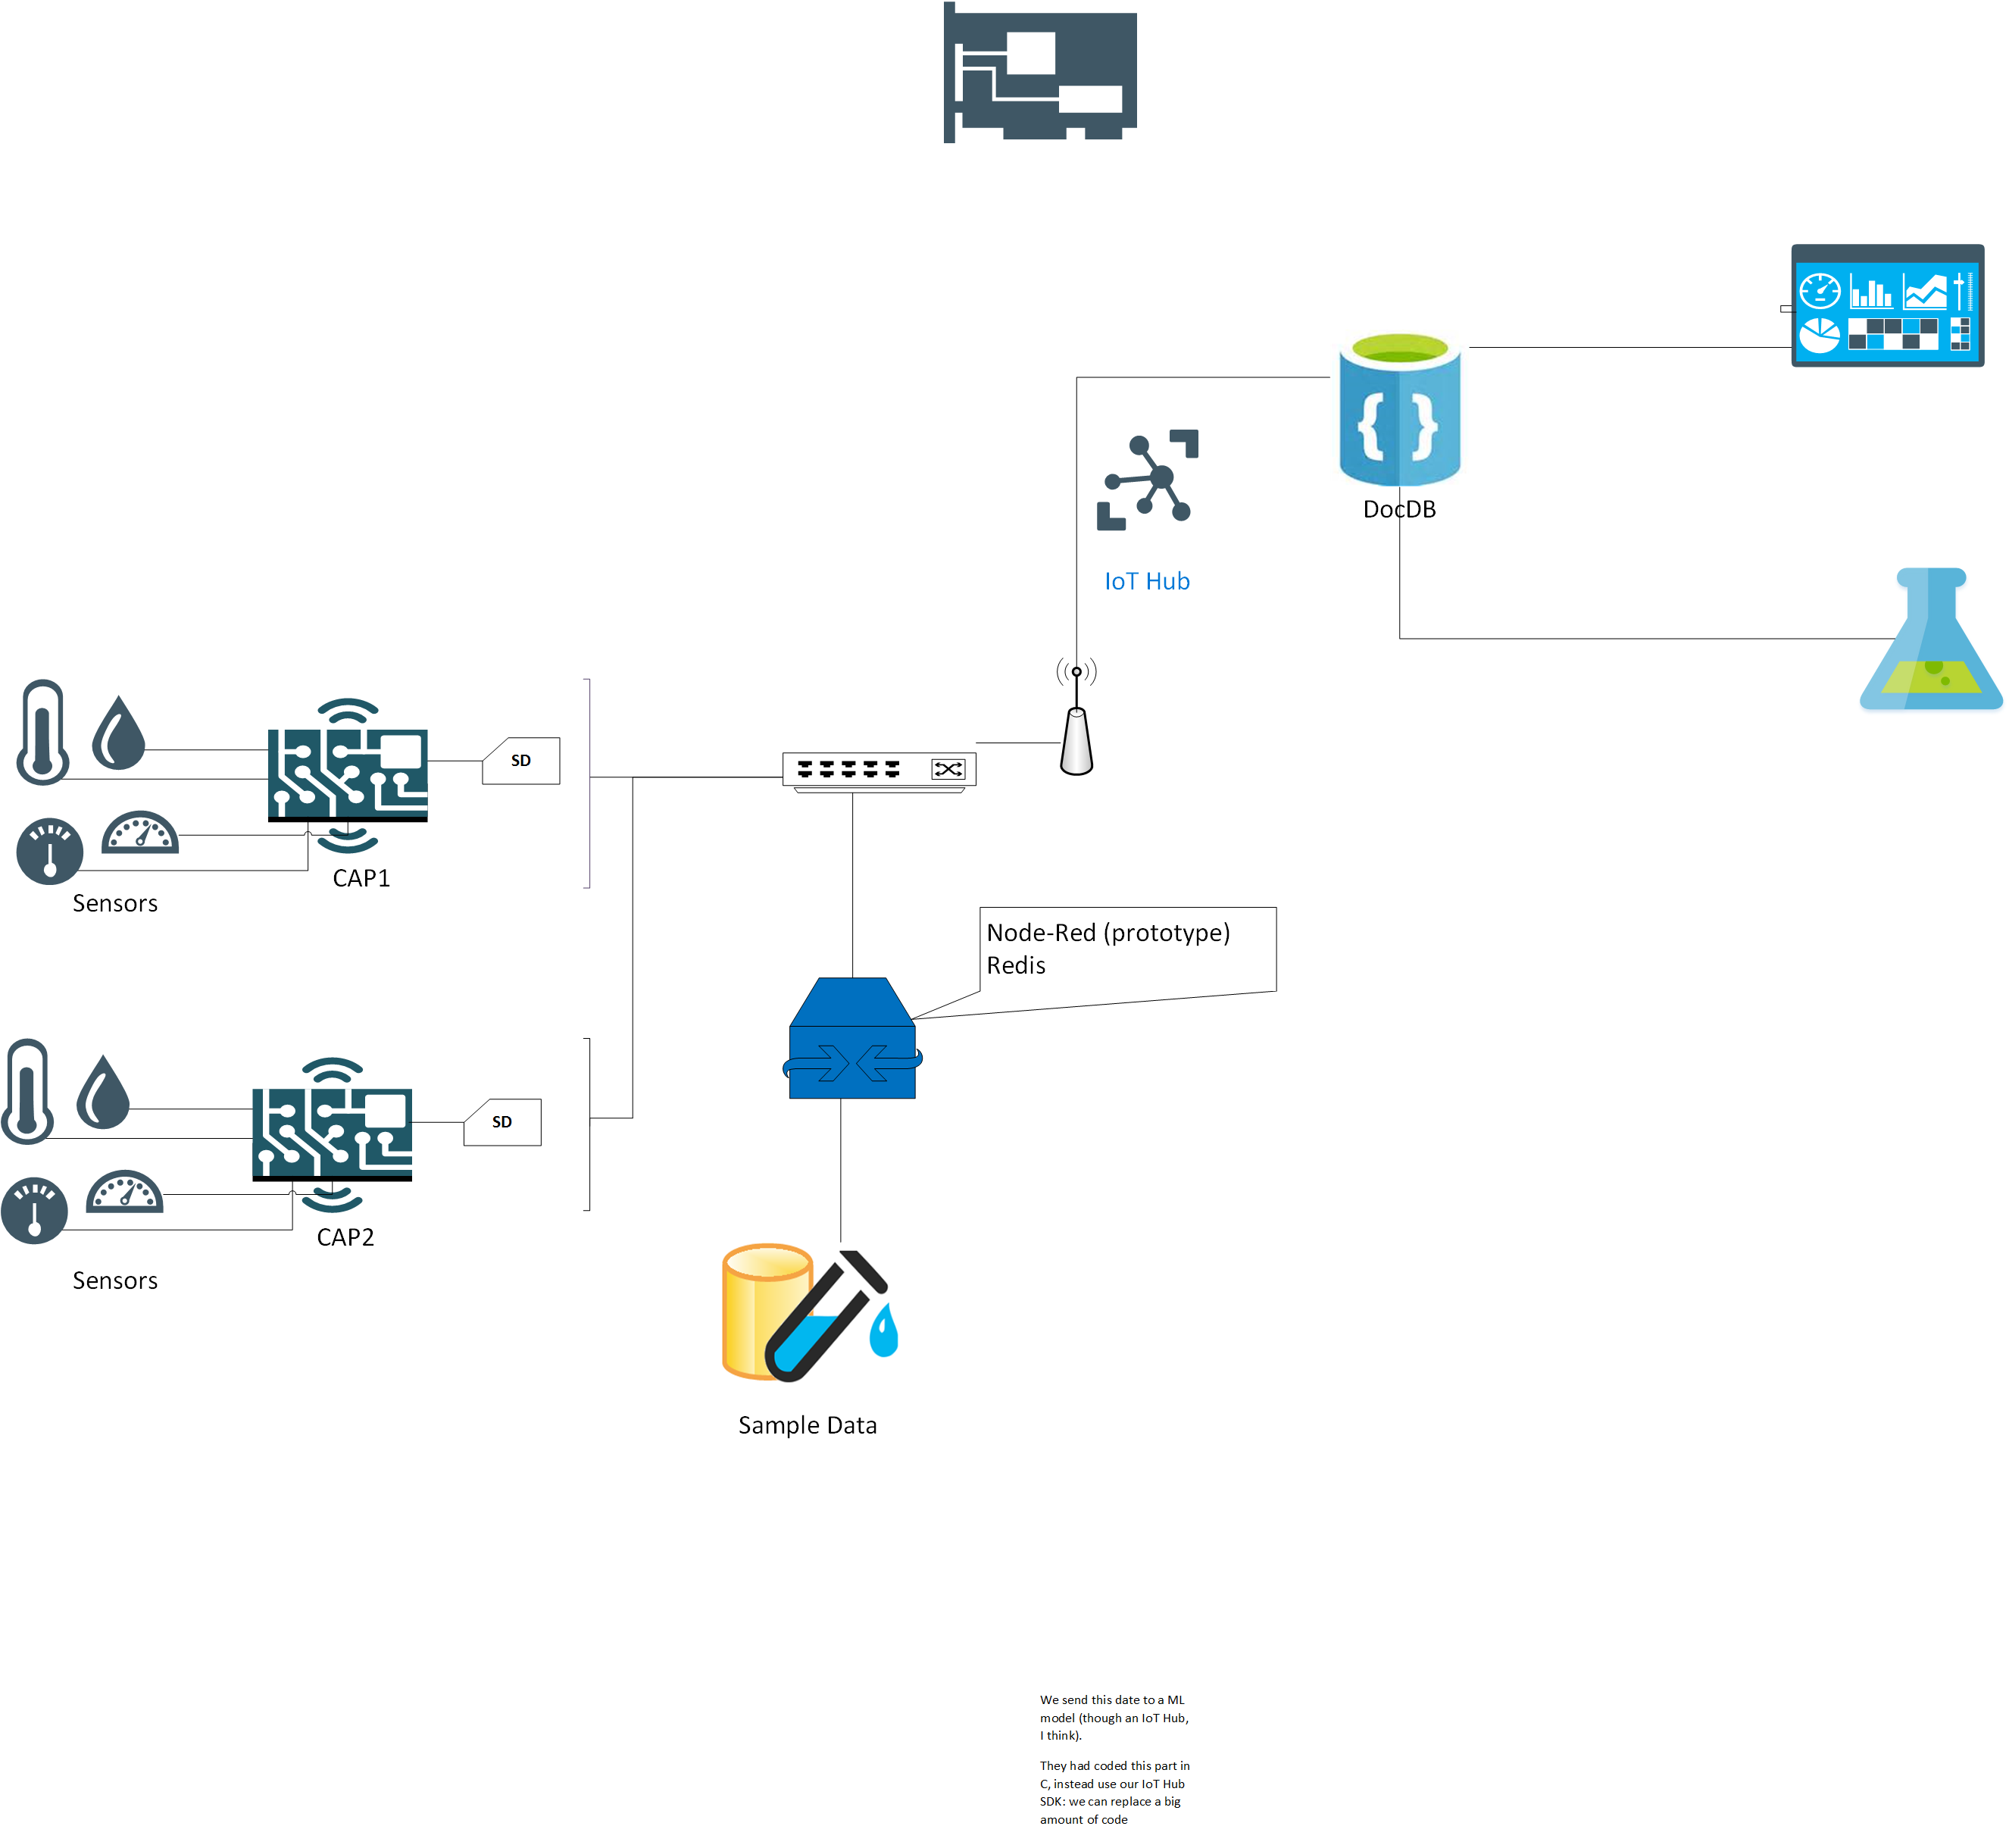 DocDB
IoT Hub
SD
CAP1
Sensors
Node-Red (prototype)
Redis
SD
CAP2
Sensors
Sample Data
We send this date to a ML
model (though an IoT Hub,
I think).
They had coded this part in
C, instead use our IoT Hub
SDK: we can replace a big
amount of code